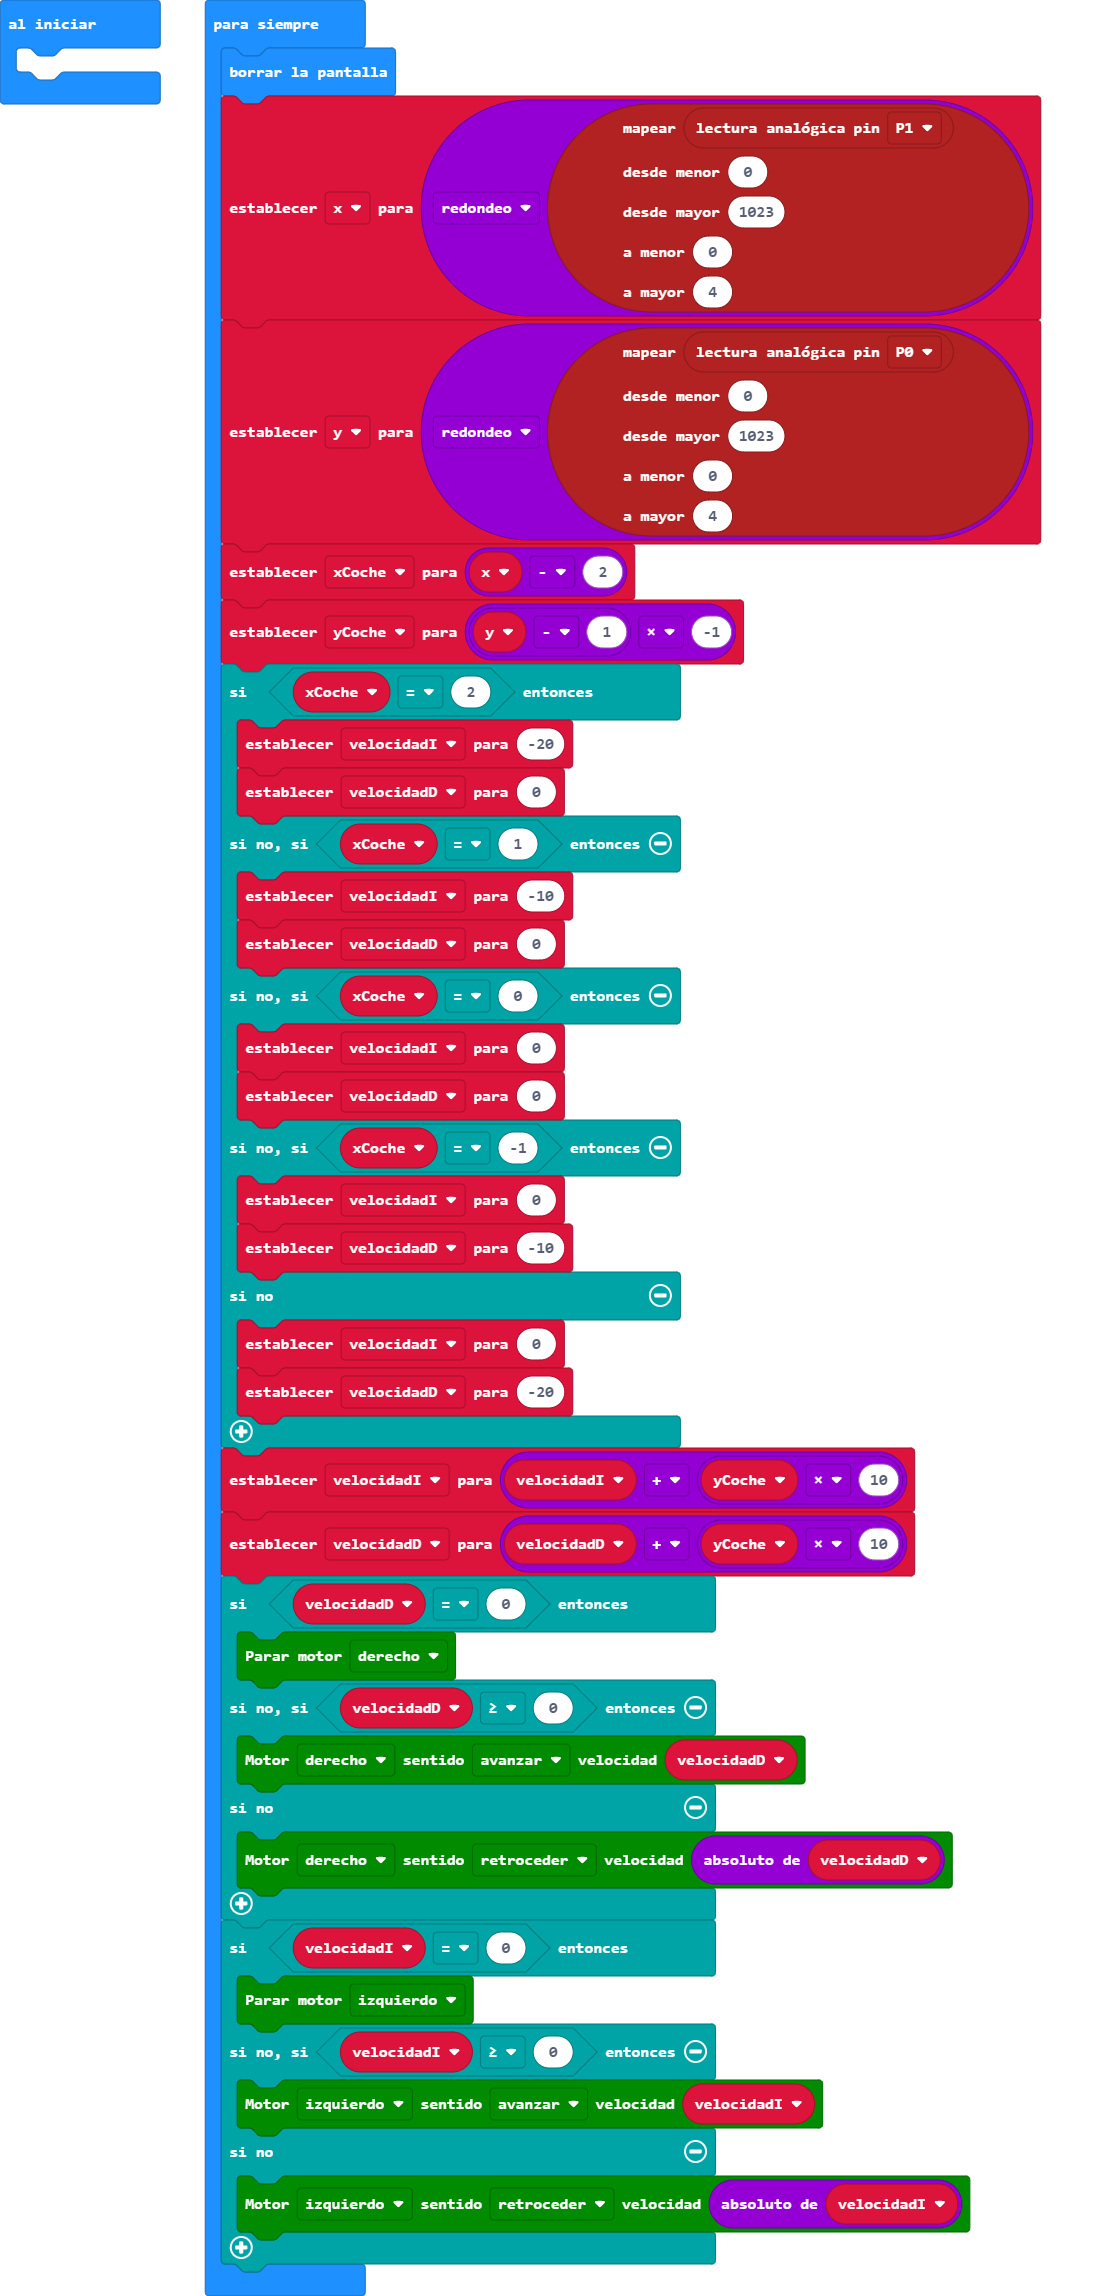 al iniciar
para siempre
borrar la pantalla
establecer x para redondeo mapear lectura analógica pin P1
desde menor 0
desde mayor 1023
a menor 0
a mayor 4
establecer y para redondeo mapear lectura analógica pin P0
desde menor 0
desde mayor 1023
a menor 0
a mayor 4
establecer xCoche para x - 2
establecer yCoche para y - 1 × -1
si xCoche = 2 entonces
establecer velocidadI para -20
establecer velocidadD para 0
si no, si xCoche = 1 entonces
establecer velocidadI para -10
establecer velocidadD para 0
si no, si xCoche = 0 entonces
establecer velocidadI para 0
establecer velocidadD para 0
si no, si xCoche = -1 entonces
establecer velocidadI para 0
establecer velocidadD para -10
si no
establecer velocidadI para 0
establecer velocidadD para -20
establecer velocidadI para velocidadI + yCoche × 10
establecer velocidadD para velocidadD + yCoche × 10
si velocidadD = 0 entonces
Parar motor derecho
si no, si velocidadD ≥ 0 entonces
Motor derecho sentido avanzar velocidad velocidadD
si no
Motor derecho sentido retroceder velocidad absoluto de velocidadD
si velocidadI = 0 entonces
Parar motor izquierdo
si no, si velocidadI ≥ 0 entonces
Motor izquierdo sentido avanzar velocidad velocidadI
si no
Motor izquierdo sentido retroceder velocidad absoluto de velocidadI